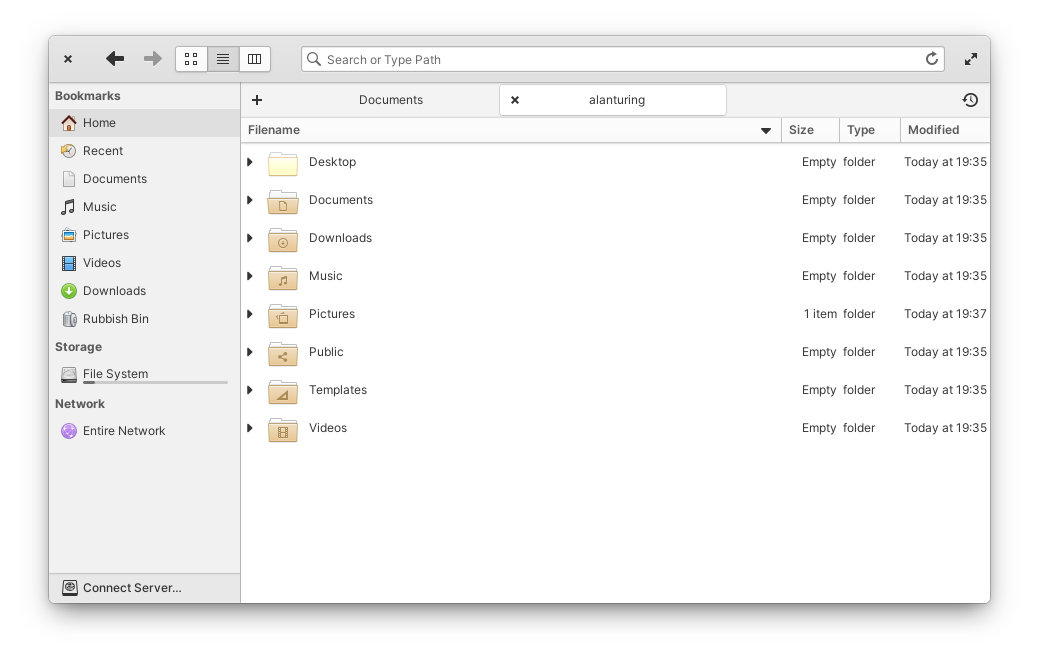 Search or Type Path
Bookmarks
Home
Recent
Documents
Music
Pictures
Videos
Downloads
Rubbish Bin
Storage
File System
Network
Entire Network
Connect Server...
Documents alanturing
Filename Size Type Modified
Desktop Empty folder Today at 19:35
Documents Empty folder Today at 19:35
Downloads Empty folder Today at 19:35
Music Empty folder Today at 19:35
Pictures 1 item folder Today at 19:37
Public Empty folder Today at 19:35
Templates Empty folder Today at 19:35
Videos Empty folder Today at 19:35